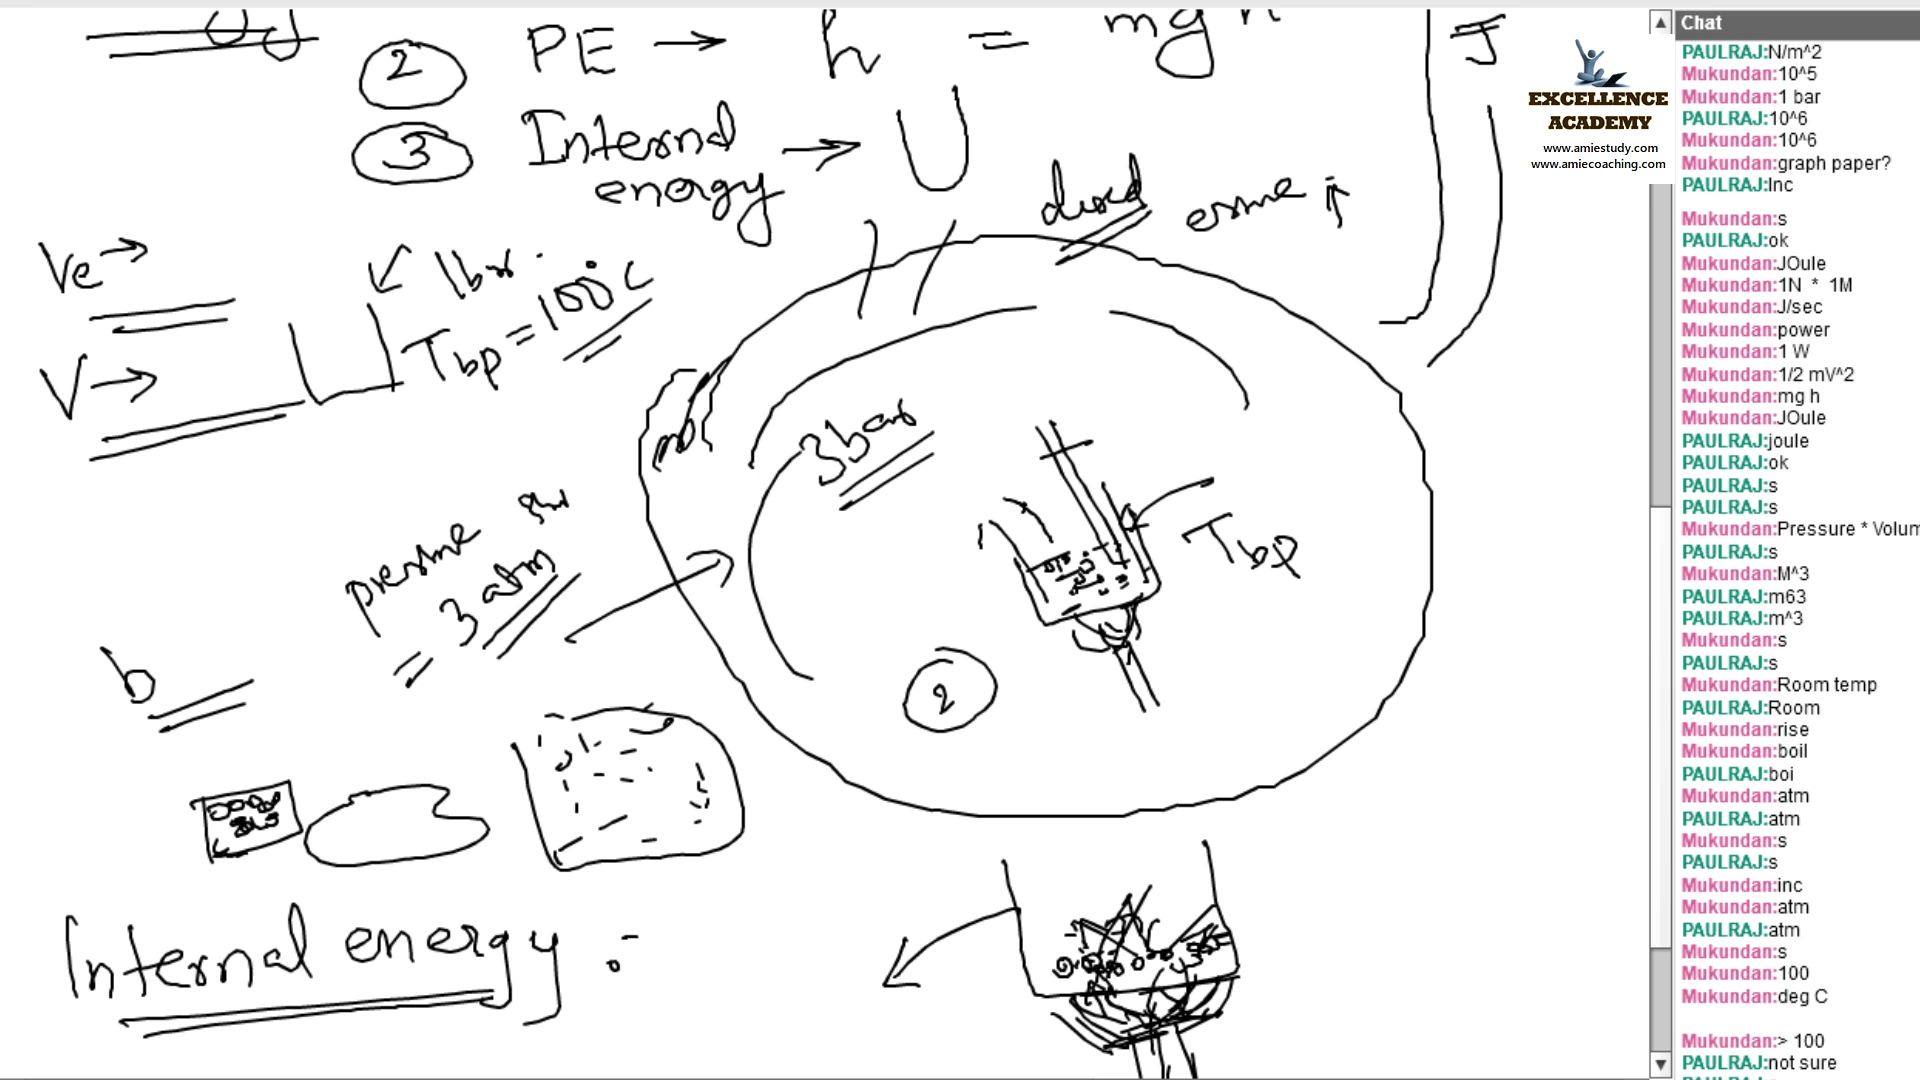 2 PE → h = mgh J
3 Internal energy → U
closed
Ve →
1 bar
Tbp = 100°C
V →
3 bar
Tbp
pressure
= 3 atm
b
2
Internal energy :
EXCELLENCE
ACADEMY
www.amiestudy.com
www.amiecoaching.com
Chat
PAULRAJ:N/m^2
Mukundan:10^5
Mukundan:1 bar
PAULRAJ:10^6
Mukundan:10^6
Mukundan:graph paper?
PAULRAJ:Inc
Mukundan:s
PAULRAJ:ok
Mukundan:JOule
Mukundan:1N * 1M
Mukundan:J/sec
Mukundan:power
Mukundan:1 W
Mukundan:1/2 mV^2
Mukundan:mg h
Mukundan:JOule
PAULRAJ:joule
PAULRAJ:ok
PAULRAJ:s
PAULRAJ:s
Mukundan:Pressure * Volum
PAULRAJ:s
Mukundan:M^3
PAULRAJ:m63
PAULRAJ:m^3
Mukundan:s
PAULRAJ:s
Mukundan:Room temp
PAULRAJ:Room
Mukundan:rise
Mukundan:boil
PAULRAJ:boi
Mukundan:atm
PAULRAJ:atm
Mukundan:s
PAULRAJ:s
Mukundan:inc
Mukundan:atm
PAULRAJ:atm
Mukundan:s
Mukundan:100
Mukundan:deg C
Mukundan:> 100
PAULRAJ:not sure